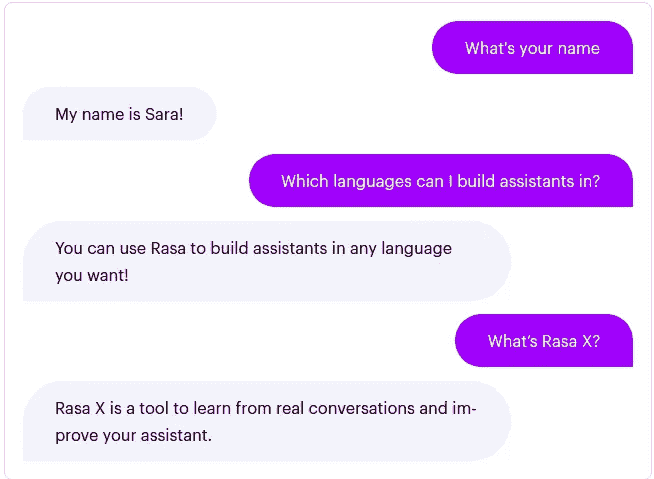 What's your name
My name is Sara!
Which languages can I build assistants in?
You can use Rasa to build assistants in any language
you want!
What's Rasa X?
Rasa X is a tool to learn from real conversations and im-
prove your assistant.